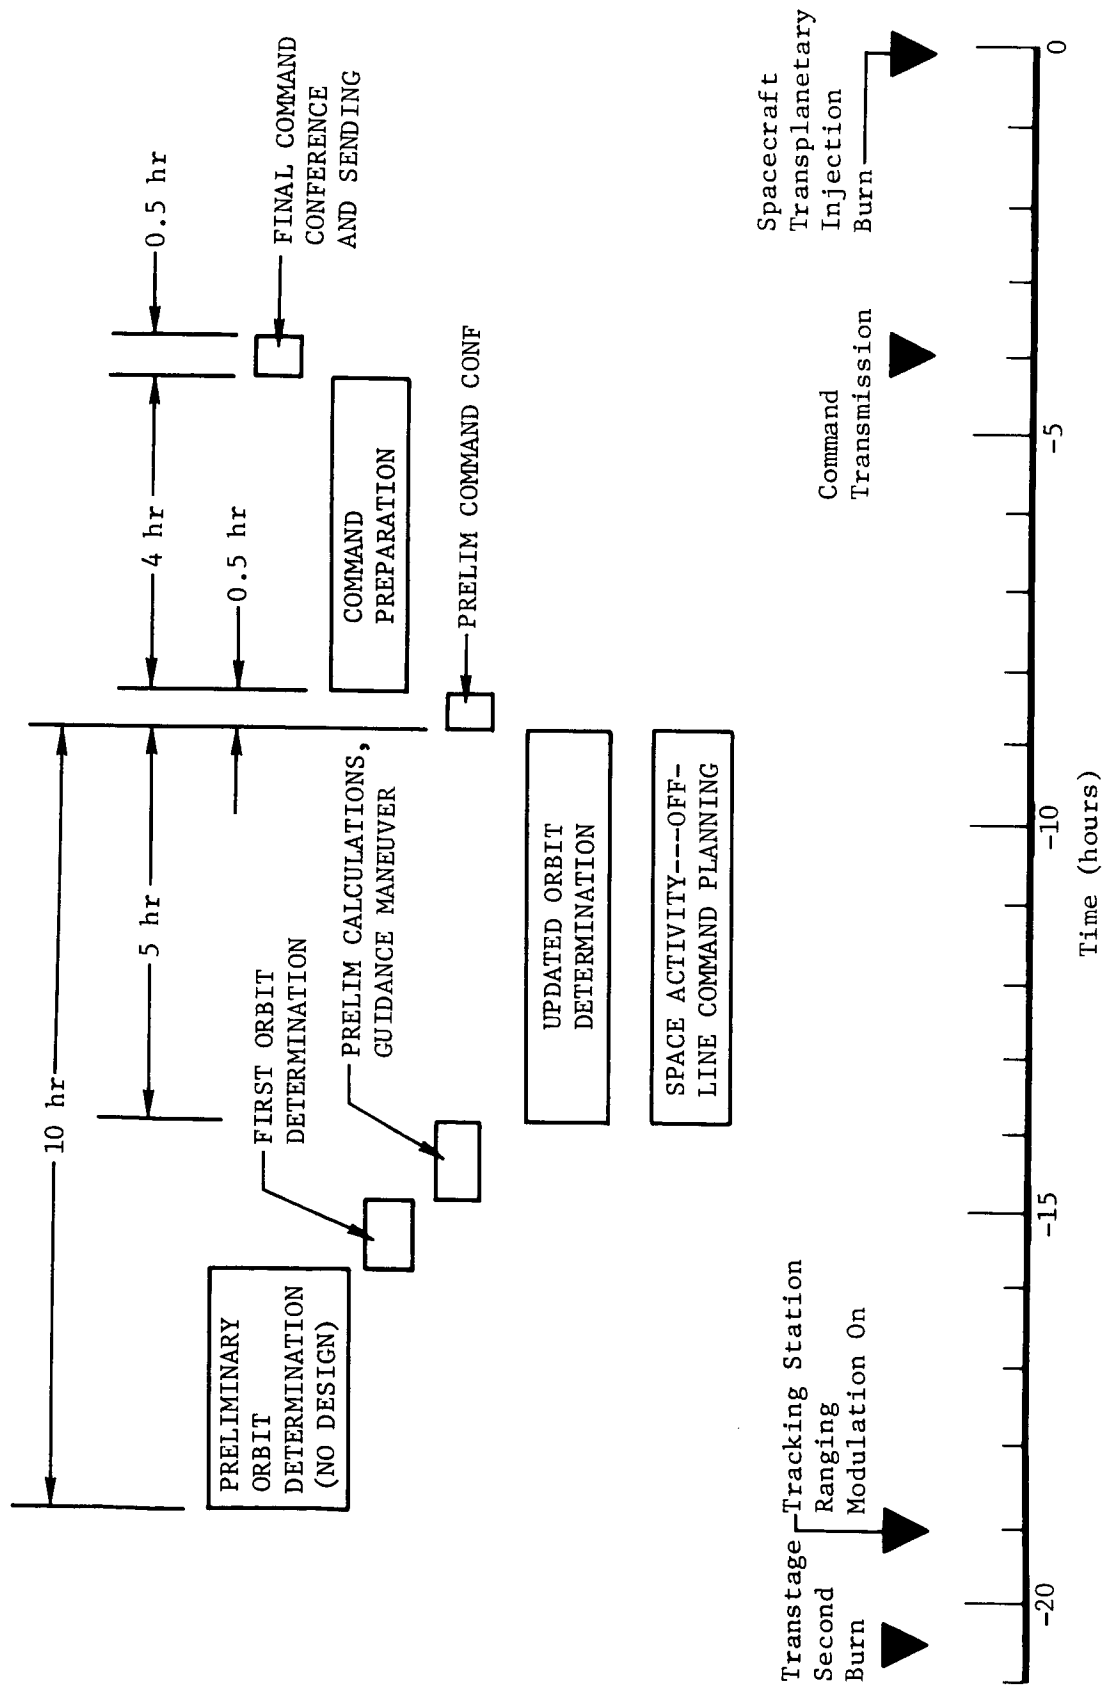 10 hr
5 hr
4 hr
0.5 hr
0.5 hr
PRELIMINARY
ORBIT
DETERMINATION
(NO DESIGN)
FIRST ORBIT
DETERMINATION
PRELIM CALCULATIONS,
GUIDANCE MANEUVER
UPDATED ORBIT
DETERMINATION
SPACE ACTIVITY---OFF-
LINE COMMAND PLANNING
PRELIM COMMAND CONF
COMMAND
PREPARATION
FINAL COMMAND
CONFERENCE
AND SENDING
Transtage
Second
Burn
Tracking Station
Ranging
Modulation On
Command
Transmission
Spacecraft
Transplanetary
Injection
Burn
-20
-15
-10
-5
0
Time (hours)